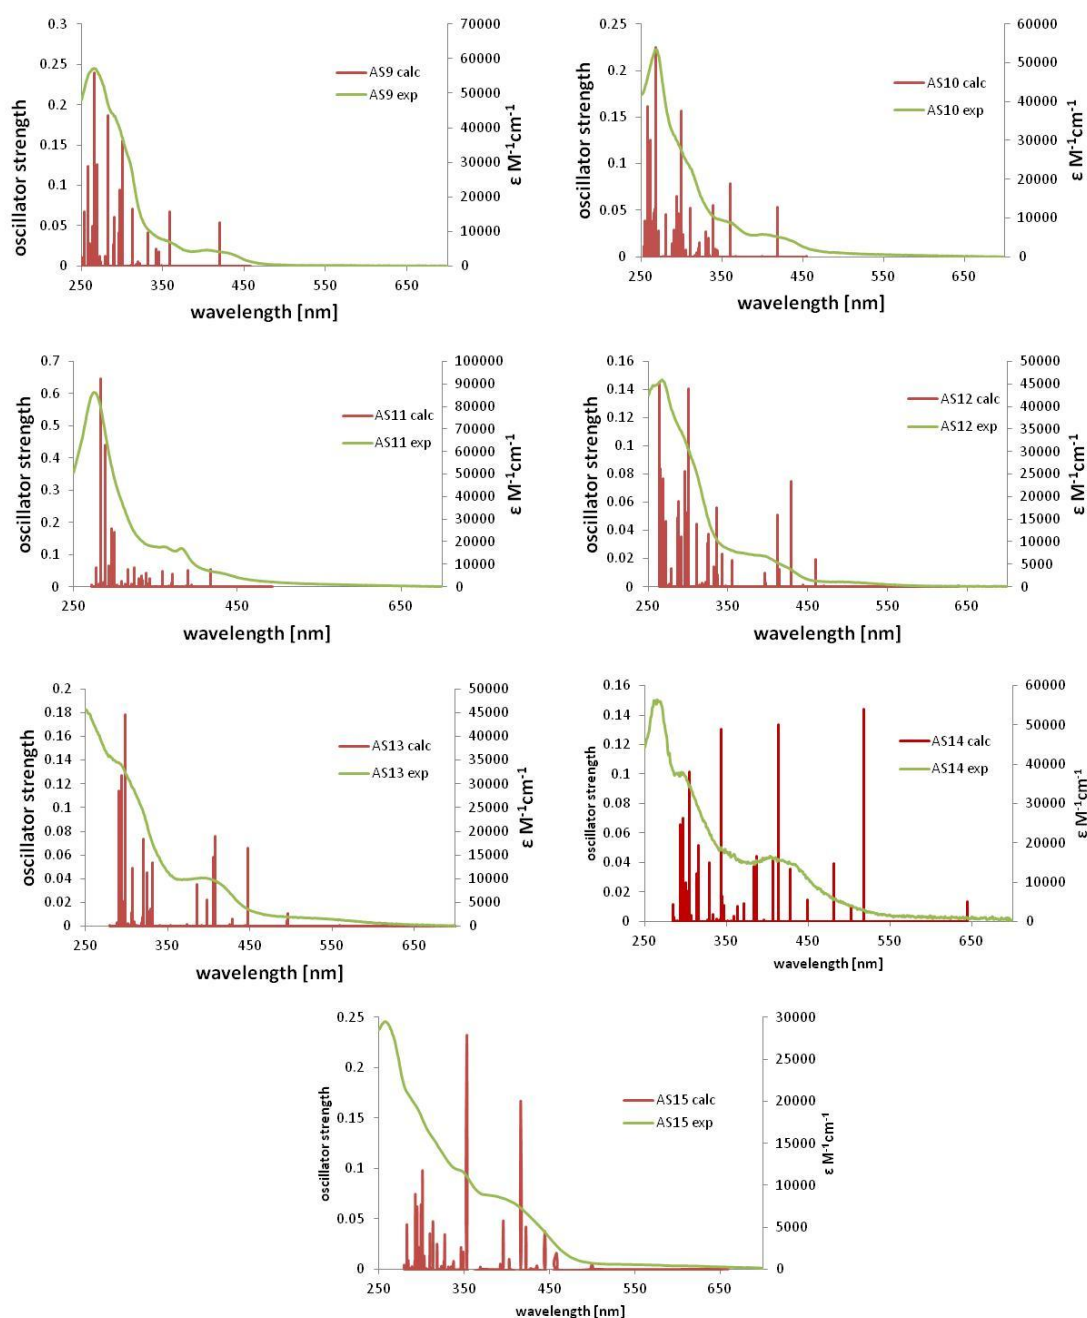 0.3
0.25
0.2
0.15
0.1
0.05
0
70000
60000
50000
40000
30000
20000
10000
0
250 350 450 550 650
oscillator strength
ε M-1cm-1
wavelength [nm]
AS9 calc
AS9 exp
0.25
0.2
0.15
0.1
0.05
0
60000
50000
40000
30000
20000
10000
0
250 350 450 550 650
oscillator strength
ε M-1cm-1
wavelength [nm]
AS10 calc
AS10 exp
0.7
0.6
0.5
0.4
0.3
0.2
0.1
0
100000
90000
80000
70000
60000
50000
40000
30000
20000
10000
0
250 450 650
oscillator strength
ε M-1cm-1
wavelength [nm]
AS11 calc
AS11 exp
0.16
0.14
0.12
0.1
0.08
0.06
0.04
0.02
0
50000
45000
40000
35000
30000
25000
20000
15000
10000
5000
0
250 350 450 550 650
oscillator strength
ε M-1cm-1
wavelength [nm]
AS12 calc
AS12 exp
0.2
0.18
0.16
0.14
0.12
0.1
0.08
0.06
0.04
0.02
0
50000
45000
40000
35000
30000
25000
20000
15000
10000
5000
0
250 350 450 550 650
oscillator strength
ε M-1cm-1
wavelength [nm]
AS13 calc
AS13 exp
0.16
0.14
0.12
0.1
0.08
0.06
0.04
0.02
0
60000
50000
40000
30000
20000
10000
0
250 350 450 550 650
oscillator strength
ε M-1cm-1
wavelength [nm]
AS14 calc
AS14 exp
0.25
0.2
0.15
0.1
0.05
0
30000
25000
20000
15000
10000
5000
0
250 350 450 550 650
oscillator strength
ε M-1cm-1
wavelength [nm]
AS15 calc
AS15 exp